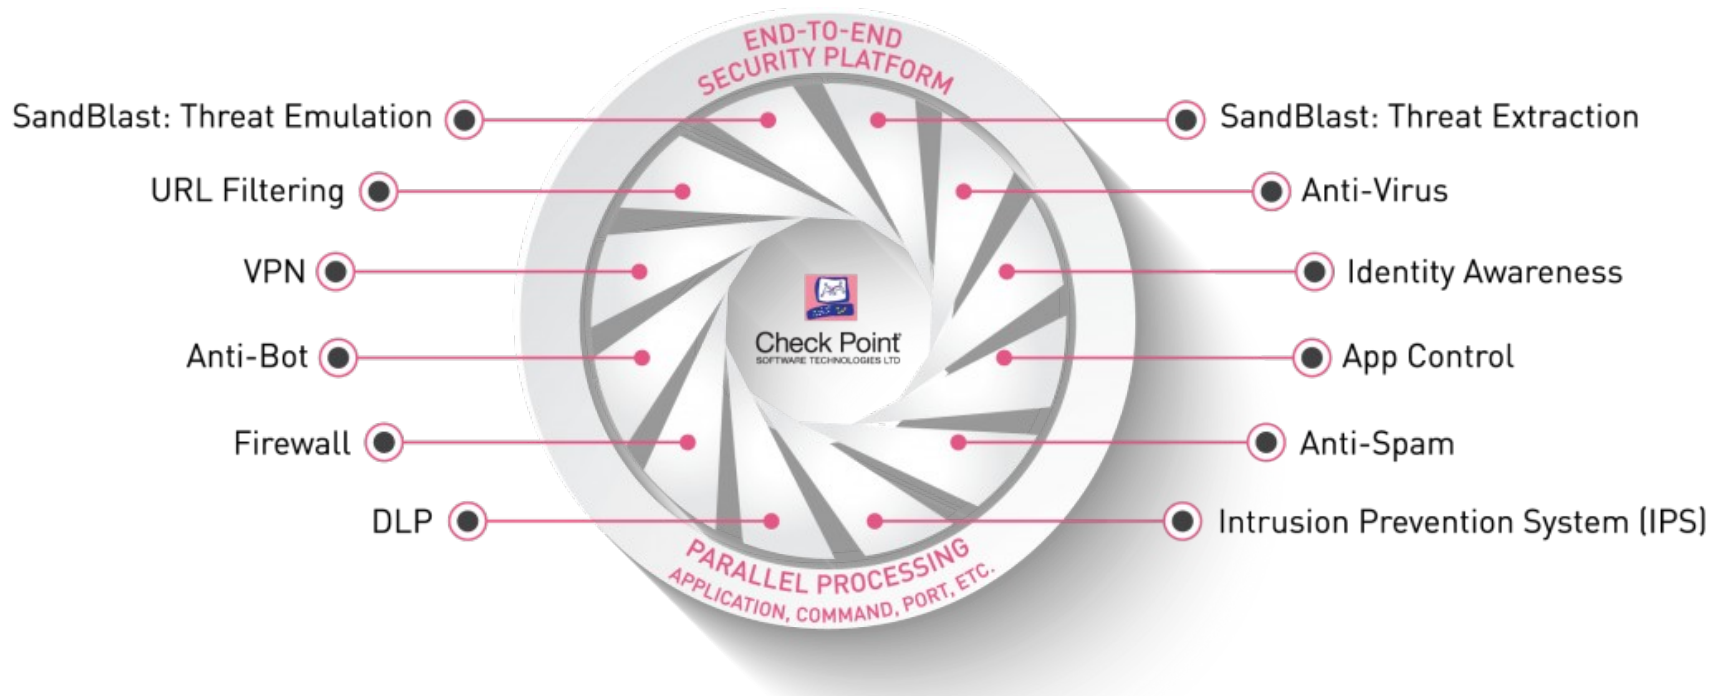 END-TO-END
SECURITY PLATFORM
SandBlast: Threat Emulation
SandBlast: Threat Extraction
URL Filtering
Anti-Virus
VPN
Identity Awareness
Check Point
SOFTWARE TECHNOLOGIES LTD
Anti-Bot
App Control
Firewall
Anti-Spam
DLP
Intrusion Prevention System (IPS)
PARALLEL PROCESSING
APPLICATION, COMMAND, PORT, ETC.